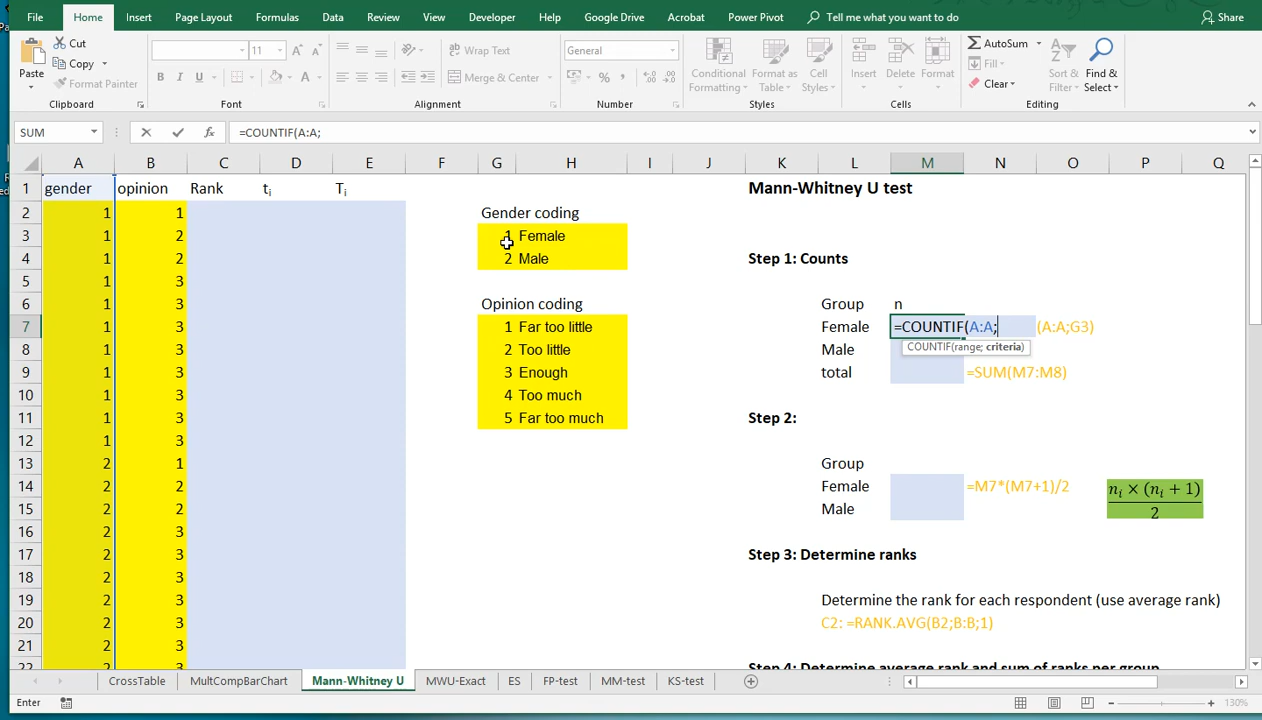 File Home Insert Page Layout Formulas Data Review View Developer Help Google Drive Acrobat Power Pivot Tell me what you want to do Share
Cut
Copy
Format Painter
Paste
Clipboard
11
Font
Wrap Text
Merge & Center
Alignment
General
Number
Conditional Formatting
Format as Table
Cell Styles
Styles
Insert Delete Format
Cells
AutoSum
Fill
Clear
Sort & Filter
Find & Select
Editing
SUM =COUNTIF(A:A;
A B C D E F G H I J K L M N O P Q
1 gender opinion Rank ti Ti Mann-Whitney U test
2 1 1 Gender coding
3 1 2 1 Female
4 1 2 2 Male Step 1: Counts
5 1 3
6 1 3 Opinion coding Group n
7 1 3 1 Far too little Female =COUNTIF(A:A; (A:A;G3)
COUNTIF(range; criteria)
8 1 3 2 Too little Male
9 1 3 3 Enough total =SUM(M7:M8)
10 1 3 4 Too much
11 1 3 5 Far too much Step 2:
12 1 3
13 2 1 Group
14 2 2 Female =M7*(M7+1)/2
15 2 2 Male
nᵢ × (nᵢ + 1)
2
16 2 3
17 2 3 Step 3: Determine ranks
18 2 3
19 2 3 Determine the rank for each respondent (use average rank)
20 2 3 C2: =RANK.AVG(B2;B:B;1)
21 2 3
22 2 3 Step 4: Determine average rank and sum of ranks per group
CrossTable MultCompBarChart Mann-Whitney U MWU-Exact ES FP-test MM-test KS-test
Enter 130%